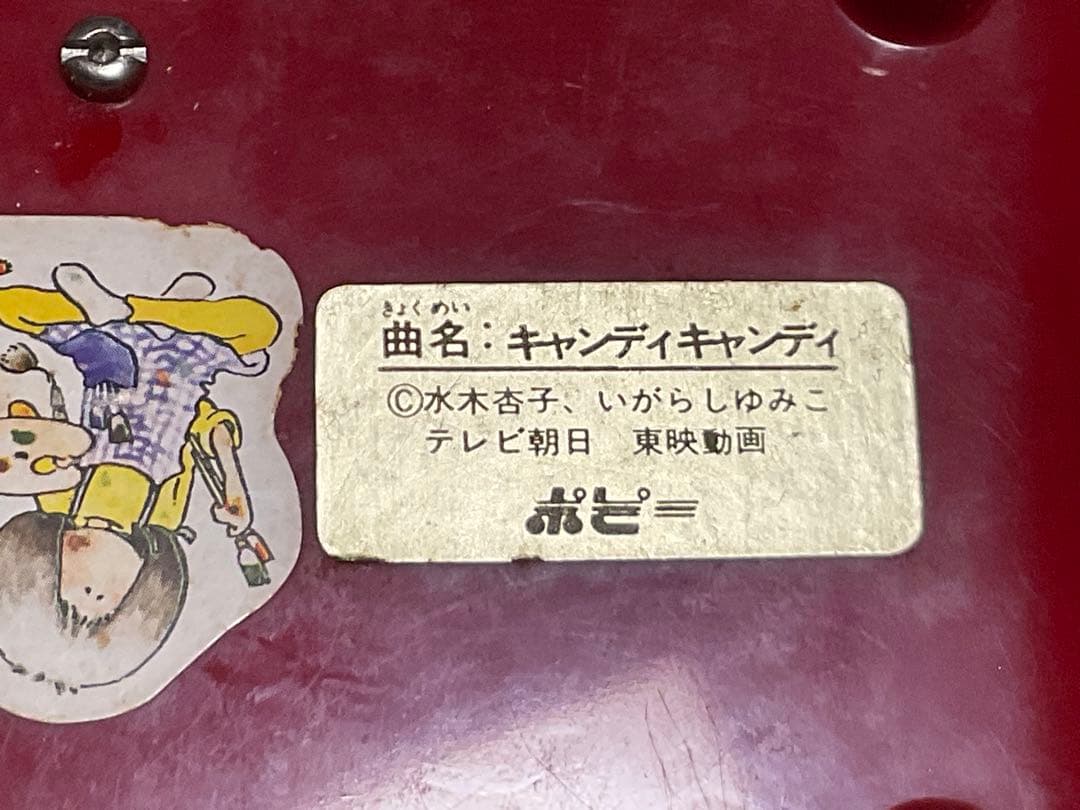 きょくめい
曲名:キャンディキャンディ
©水木杏子、いがらしゆみこ
テレビ朝日 東映動画
ポピー